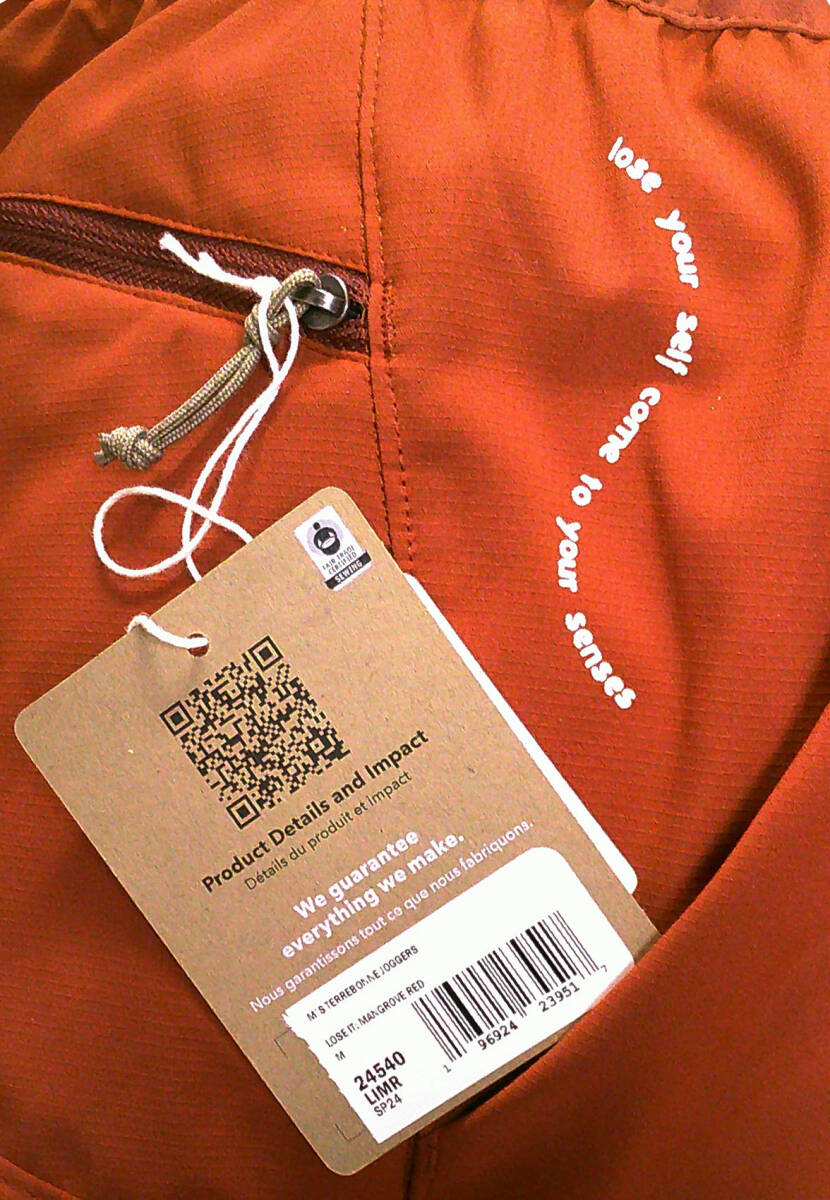 lose your self come to your senses
FAIR TRADE
CERTIFIED
SEWING
Product Details and Impact
Détails du produit et impact
We guarantee
everything we make.
Nous garantissons tout ce que nous fabriquons.
M'S TERREBONNE JOGGERS
LOSE IT: MANGROVE RED
M
24540
LIMR
SP24
1 96924 23951 7